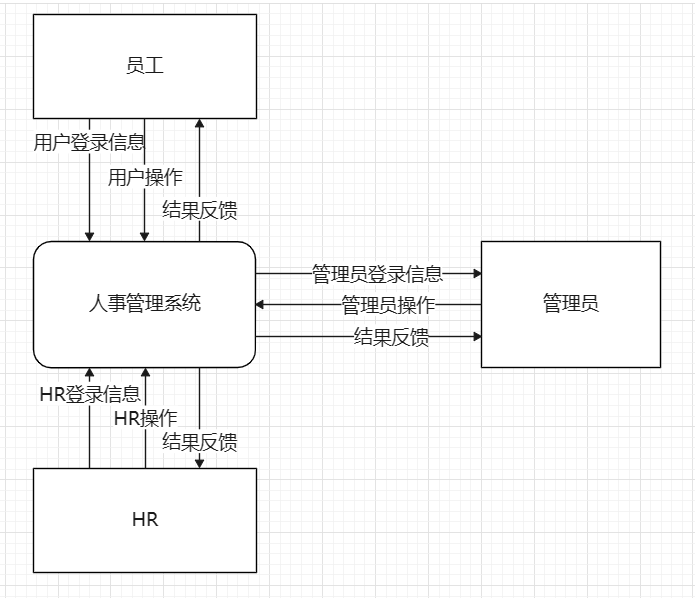 员工
用户登录信息
用户操作
结果反馈
人事管理系统
管理员登录信息
管理员操作
结果反馈
管理员
HR登录信息
HR操作
结果反馈
HR